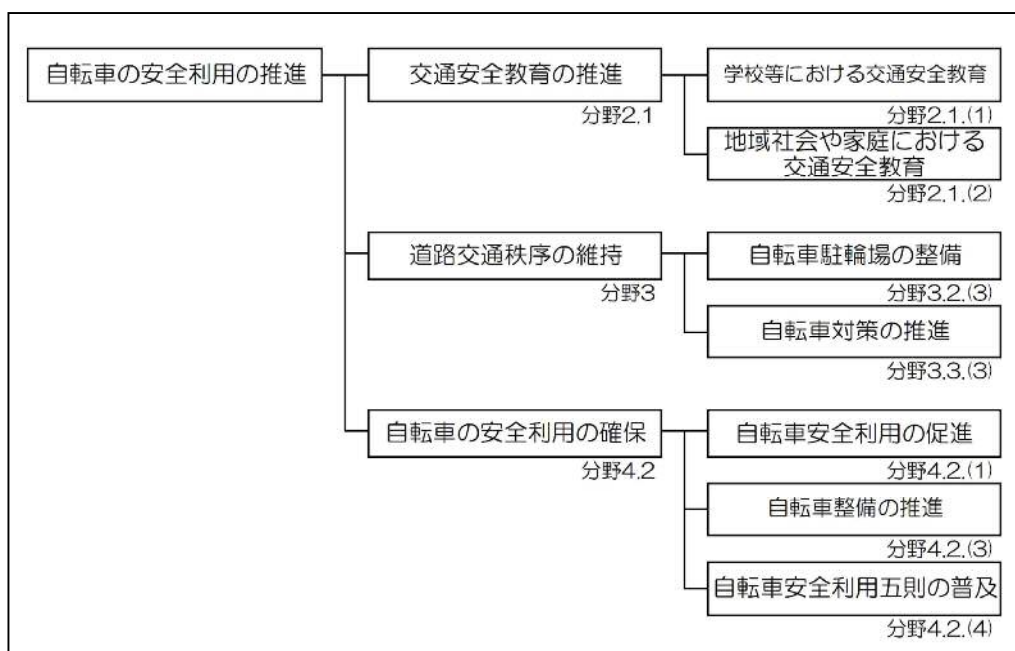 自転車の安全利用の推進
交通安全教育の推進
分野2.1
学校等における交通安全教育
分野2.1.(1)
地域社会や家庭における
交通安全教育
分野2.1.(2)
道路交通秩序の維持
分野3
自転車駐輪場の整備
分野3.2.(3)
自転車対策の推進
分野3.3.(3)
自転車の安全利用の確保
分野4.2
自転車安全利用の促進
分野4.2.(1)
自転車整備の推進
分野4.2.(3)
自転車安全利用五則の普及
分野4.2.(4)